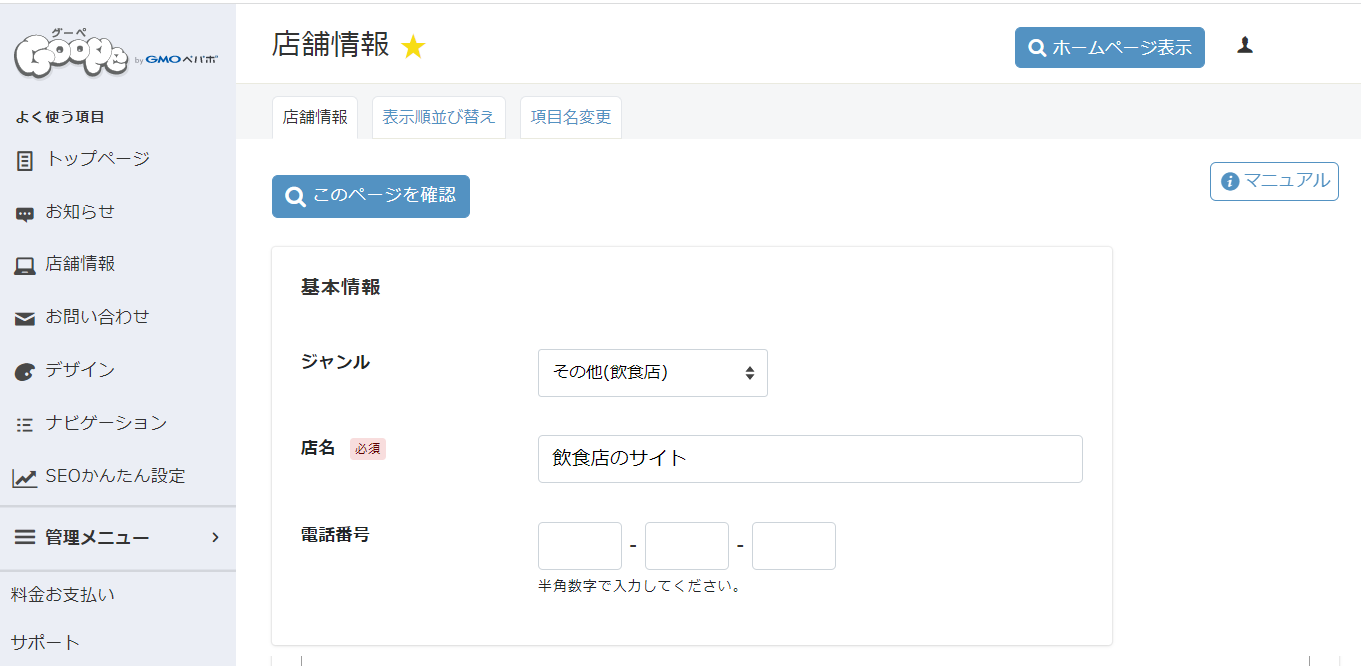 グーペ
Goope
by GMOペパボ
よく使う項目
トップページ
お知らせ
店舗情報
お問い合わせ
デザイン
ナビゲーション
SEOかんたん設定
管理メニュー
料金お支払い
サポート
店舗情報
ホームページ表示
店舗情報 表示順並び替え 項目名変更
このページを確認
マニュアル
基本情報
ジャンル その他(飲食店)
店名 必須 飲食店のサイト
電話番号 - -
半角数字で入力してください。